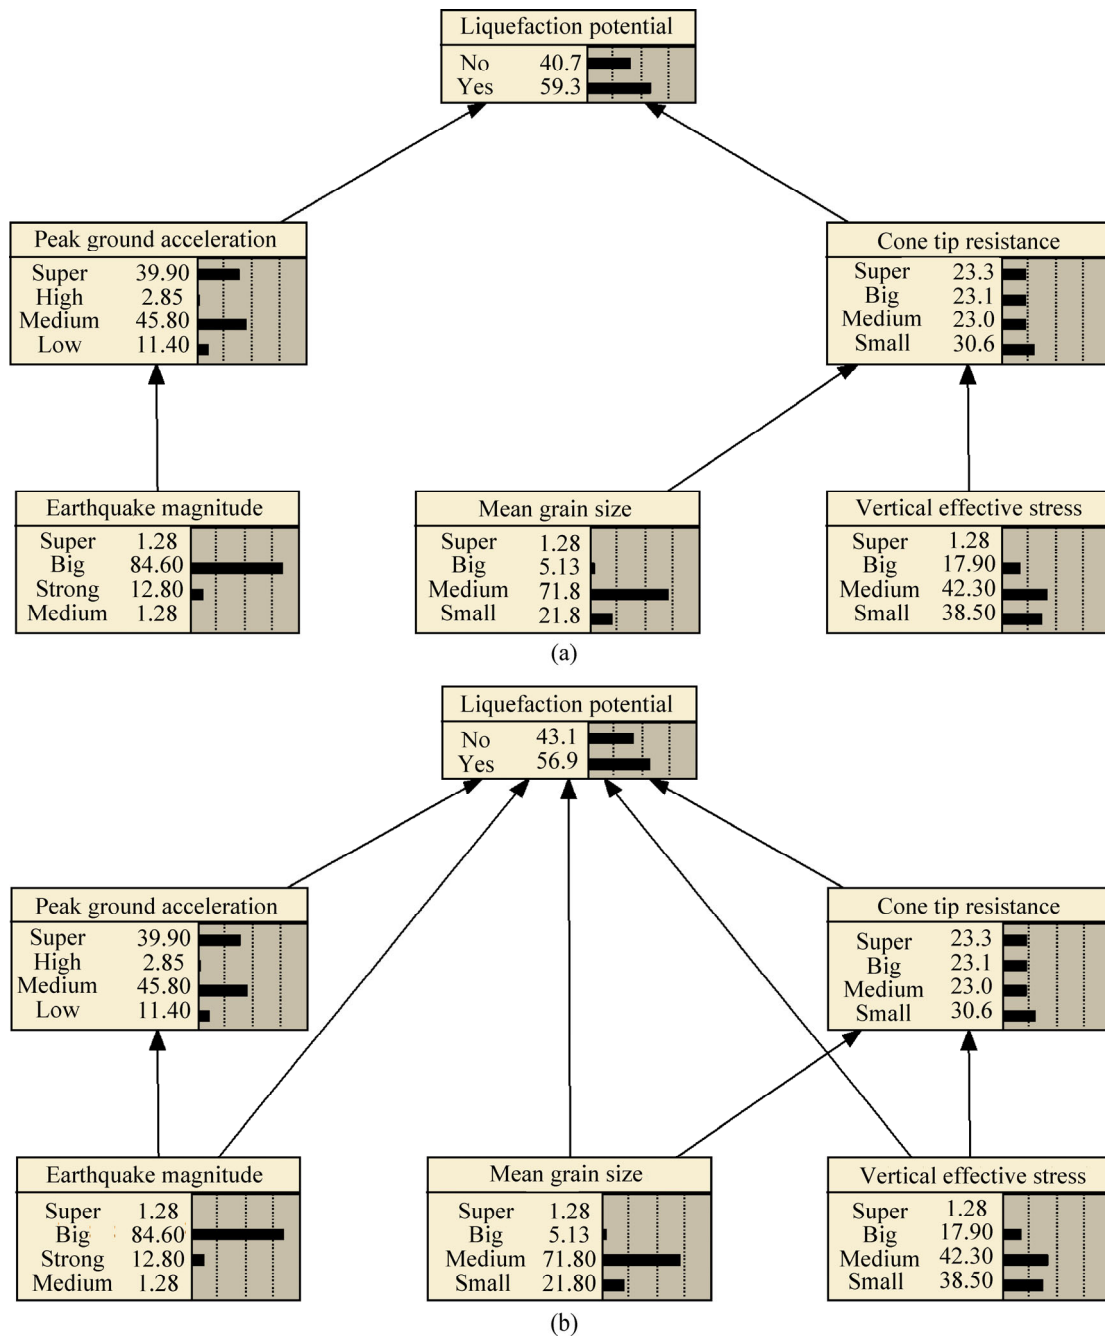 Liquefaction potential
No 40.7
Yes 59.3
Peak ground acceleration
Super 39.90
High 2.85
Medium 45.80
Low 11.40
Cone tip resistance
Super 23.3
Big 23.1
Medium 23.0
Small 30.6
Earthquake magnitude
Super 1.28
Big 84.60
Strong 12.80
Medium 1.28
Mean grain size
Super 1.28
Big 5.13
Medium 71.8
Small 21.8
Vertical effective stress
Super 1.28
Big 17.90
Medium 42.30
Small 38.50
(a)
Liquefaction potential
No 43.1
Yes 56.9
Peak ground acceleration
Super 39.90
High 2.85
Medium 45.80
Low 11.40
Cone tip resistance
Super 23.3
Big 23.1
Medium 23.0
Small 30.6
Earthquake magnitude
Super 1.28
Big 84.60
Strong 12.80
Medium 1.28
Mean grain size
Super 1.28
Big 5.13
Medium 71.80
Small 21.80
Vertical effective stress
Super 1.28
Big 17.90
Medium 42.30
Small 38.50
(b)